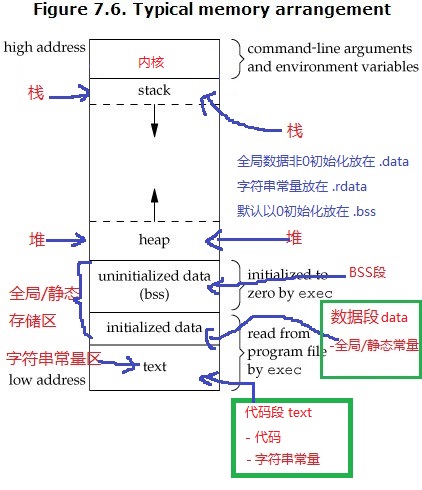 Figure 7.6. Typical memory arrangement
high address
内核
command-line arguments
and environment variables
栈
stack
栈
全局数据非0初始化放在 .data
字符串常量放在 .rdata
默认以0初始化放在 .bss
堆
heap
堆
uninitialized data
(bss)
initialized to
zero by exec
BSS段
全局/静态
存储区
initialized data
read from
program file
by exec
数据段 data
-全局/静态常量
字符串常量区
text
low address
代码段 text
- 代码
- 字符串常量